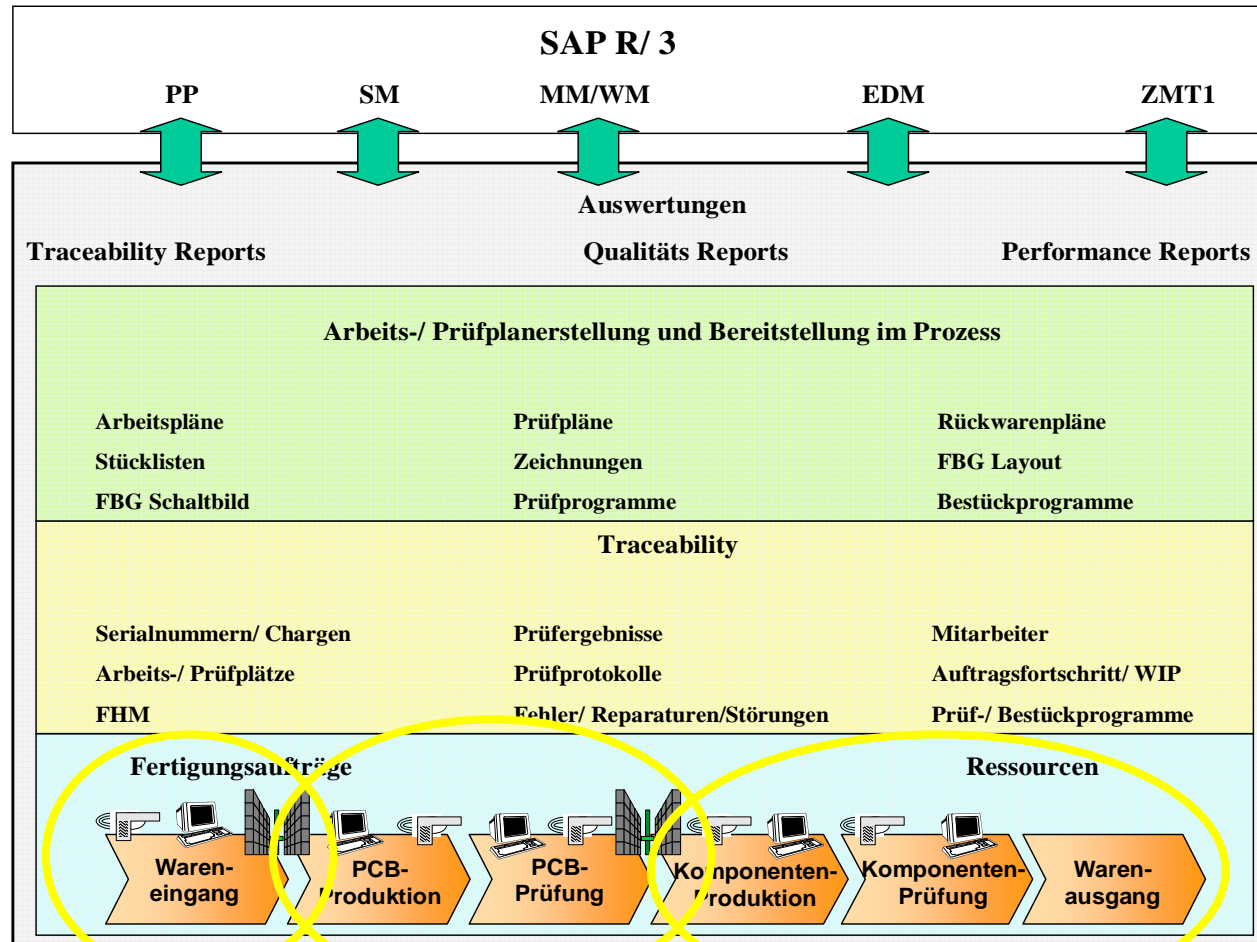 SAP R/ 3
PP SM MM/WM EDM ZMT1
Auswertungen
Traceability Reports Qualitäts Reports Performance Reports
Arbeits-/ Prüfplanerstellung und Bereitstellung im Prozess
Arbeitspläne Prüfpläne Rückwarenpläne
Stücklisten Zeichnungen FBG Layout
FBG Schaltbild Prüfprogramme Bestückprogramme
Traceability
Serialnummern/ Chargen Prüfergebnisse Mitarbeiter
Arbeits-/ Prüfplätze Prüfprotokolle Auftragsfortschritt/ WIP
FHM Fehler/ Reparaturen/Störungen Prüf-/ Bestückprogramme
Fertigungsaufträge Ressourcen
Waren-
eingang
PCB-
Produktion
PCB-
Prüfung
Komponenten-
Produktion
Komponenten-
Prüfung
Waren-
ausgang